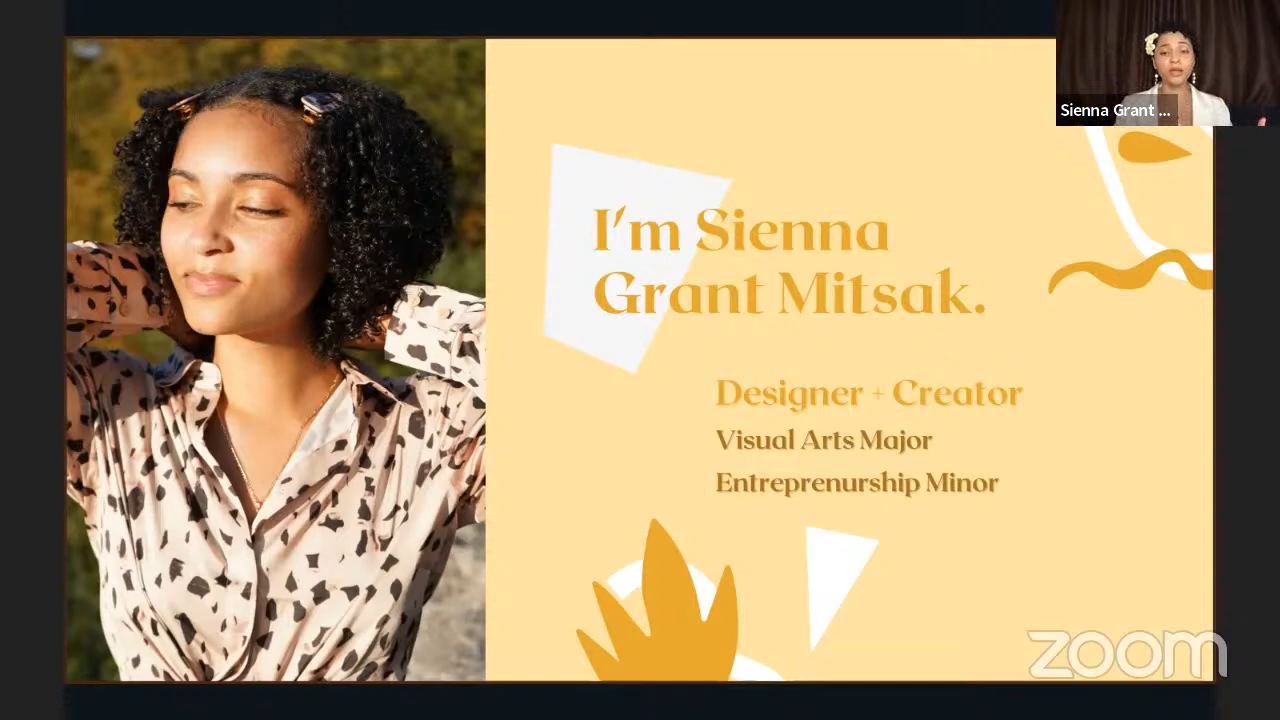 Sienna Grant ...
I'm Sienna
Grant Mitsak.
Designer + Creator
Visual Arts Major
Entreprenurship Minor
zoom